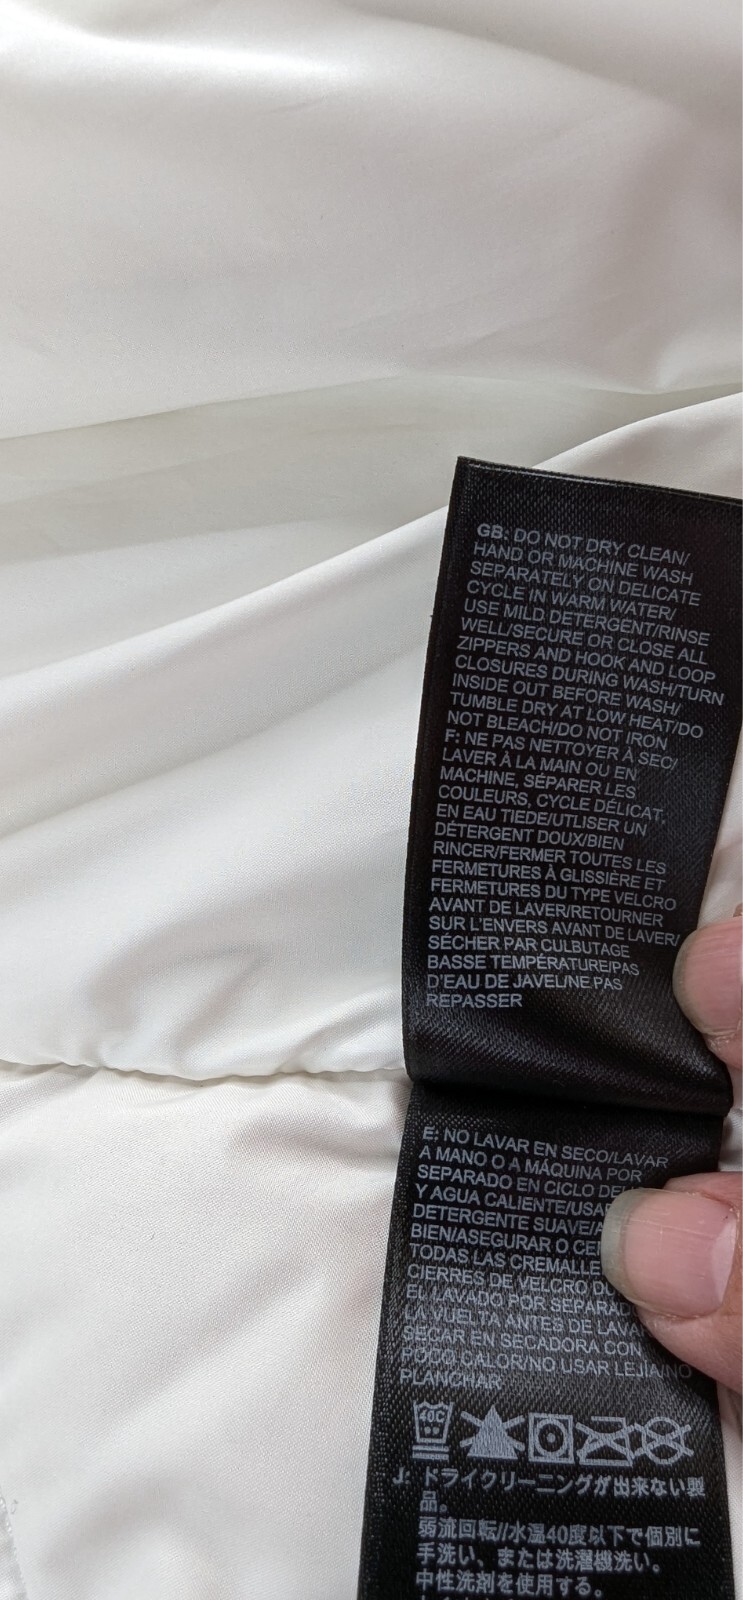 GB: DO NOT DRY CLEAN/
HAND OR MACHINE WASH
SEPARATELY ON DELICATE
CYCLE IN WARM WATER/
USE MILD DETERGENT/RINSE
WELL/SECURE OR CLOSE ALL
ZIPPERS AND HOOK AND LOOP
CLOSURES DURING WASH/TURN
INSIDE OUT BEFORE WASH/
TUMBLE DRY AT LOW HEAT/DO
NOT BLEACH/DO NOT IRON
F: NE PAS NETTOYER À SEC/
LAVER À LA MAIN OU EN
MACHINE, SÉPARER LES
COULEURS, CYCLE DÉLICAT,
EN EAU TIEDE/UTLISER UN
DÉTERGENT DOUX/BIEN
RINCER/FERMER TOUTES LES
FERMETURES À GLISSIÈRE ET
FERMETURES DU TYPE VELCRO
AVANT DE LAVER/RETOURNER
SUR L'ENVERS AVANT DE LAVER/
SÉCHER PAR CULBUTAGE
BASSE TEMPÉRATURE/PAS
D'EAU DE JAVEL/NE PAS
REPASSER
E: NO LAVAR EN SECO/LAVAR
A MANO O A MÁQUINA POR
SEPARADO EN CICLO
Y AGUA CALIENTE/
DETERGENTE SUAVE/
BIEN/ASEGURAR O
TODAS LAS
CIERRES DE VELCRO
EL LAVADO POR
LA VUELTA ANTES DE
SECAR EN SECADORA CON
POCO CALOR/NO USAR LEJÍA/NO
PLANCHAR
40C
J: ドライクリーニングが出来ない製
品。
弱流回転//水温40度以下で個別に
手洗い、または洗濯機洗い。
中性洗剤を使用する。